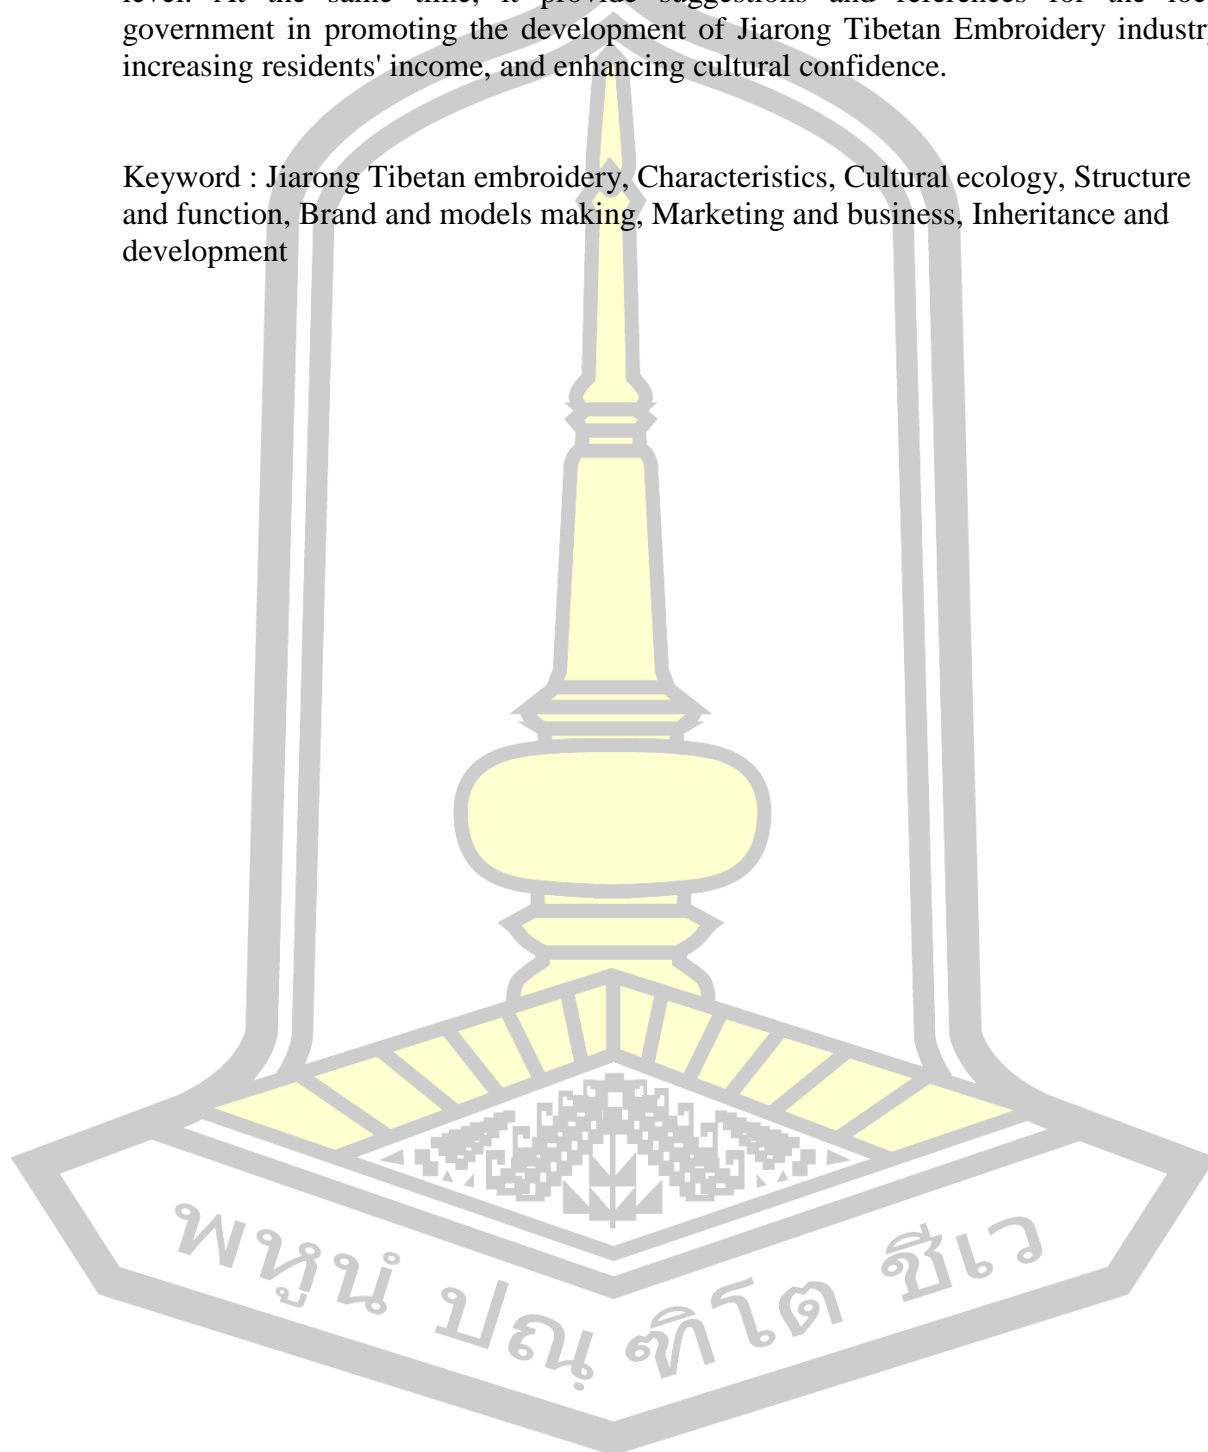 level. At the same time, it provide suggestions and references for the
government in promoting the development of Jiarong Tibetan Embroidery industry
increasing residents' income, and enhancing cultural confidence.
Keyword : Jiarong Tibetan embroidery, Characteristics, Cultural ecology, Structure
and function, Brand and models making, Marketing and business, Inheritance and
development
พหูนํ ปณฺฑิโต ชีเว